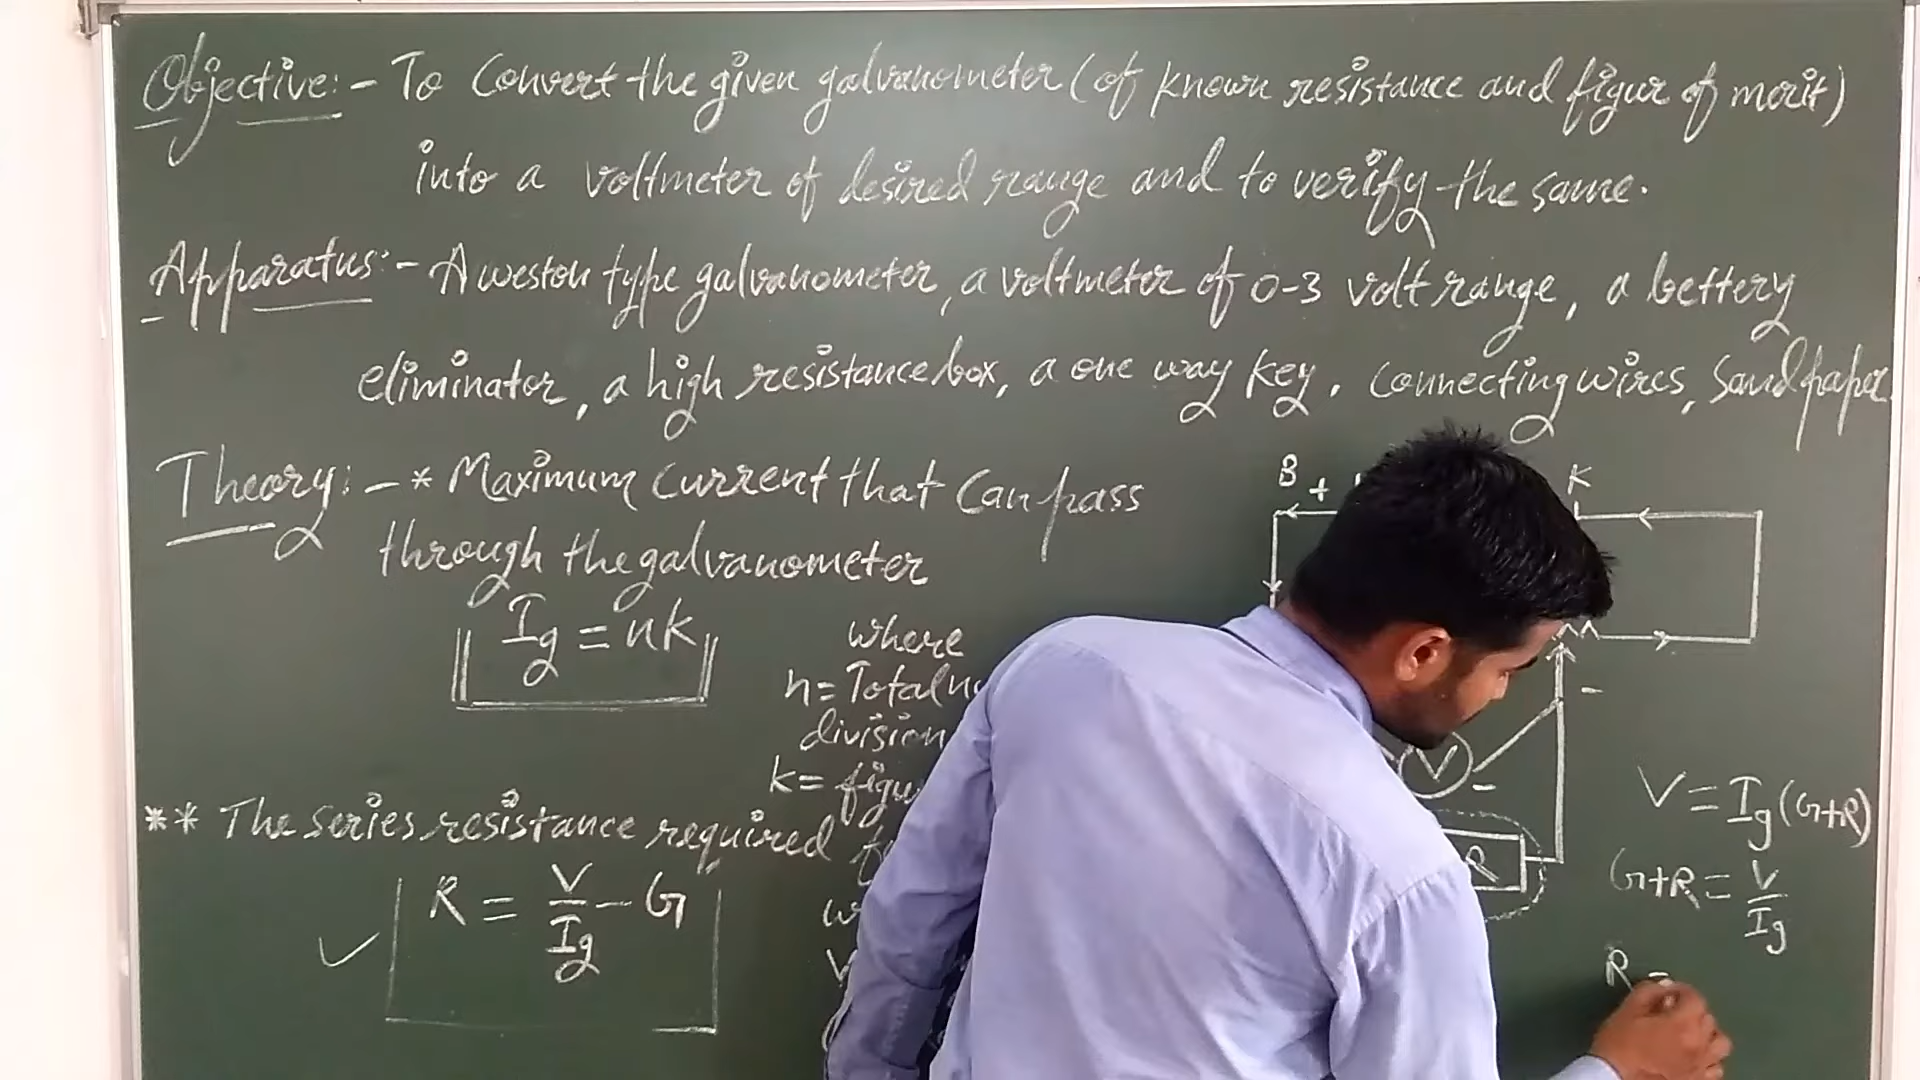 Objective:- To Convert the given galvanometer (of known resistance and figur of merit)
into a voltmeter of desired range and to verify the same.
Apparatus:- A weston type galvanometer, a voltmeter of 0-3 volt range, a bettery
eliminator, a high resistance box, a one way key. Connecting wires, Sand paper.
Theory:- * Maximum current that can pass
through the galvanometer
Ig = nk
where
n = Total
division
k =
** The series resistance required
R = V/Ig - G
B +
K
-
V
-
R
V = Ig (G+R)
G+R = V/Ig
R =